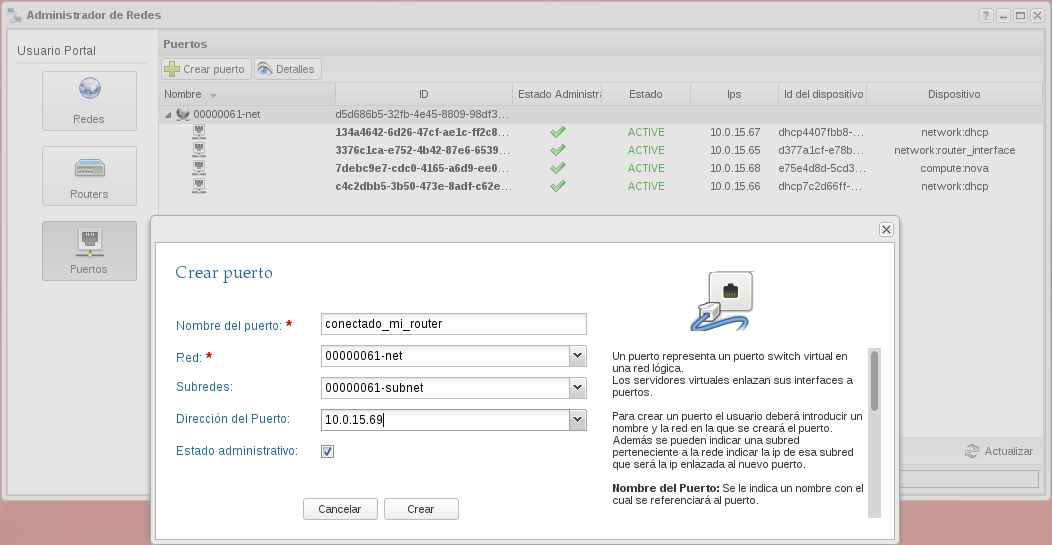 Administrador de Redes
Usuario Portal
Redes
Routers
Puertos
Puertos
Crear puerto Detalles
Nombre ID Estado Administra Estado Ips Id del dispositivo Dispositivo
00000061-net d5d686b5-32fb-4e45-8809-98df3...
134a4642-6d26-47cf-ae1c-ff2c8... ACTIVE 10.0.15.67 dhcp4407fbb8-... network:dhcp
3376c1ca-e752-4b42-87e6-6539... ACTIVE 10.0.15.65 d377a1cf-e78b... network:router_interface
7debc9e7-cdc0-4165-a6d9-ee0... ACTIVE 10.0.15.68 e75e4d8d-5cd3... compute:nova
c4c2dbb5-3b50-473e-8adf-c62e... ACTIVE 10.0.15.66 dhcp7c2d66ff-... network:dhcp
Actualizar
Crear puerto
Nombre del puerto: * conectado_mi_router
Red: * 00000061-net
Subredes: 00000061-subnet
Dirección del Puerto: 10.0.15.69
Estado administrativo:
Cancelar Crear
Un puerto representa un puerto switch virtual en
una red lógica.
Los servidores virtuales enlazan sus interfaces a
puertos.
Para crear un puerto el usuario deberá introducir un
nombre y la red en la que se creará el puerto.
Además se pueden indicar una subred
perteneciente a la rede indicar la ip de esa subred
que será la ip enlazada al nuevo puerto.
Nombre del Puerto: Se le indica un nombre con el
cual se referenciará al puerto.